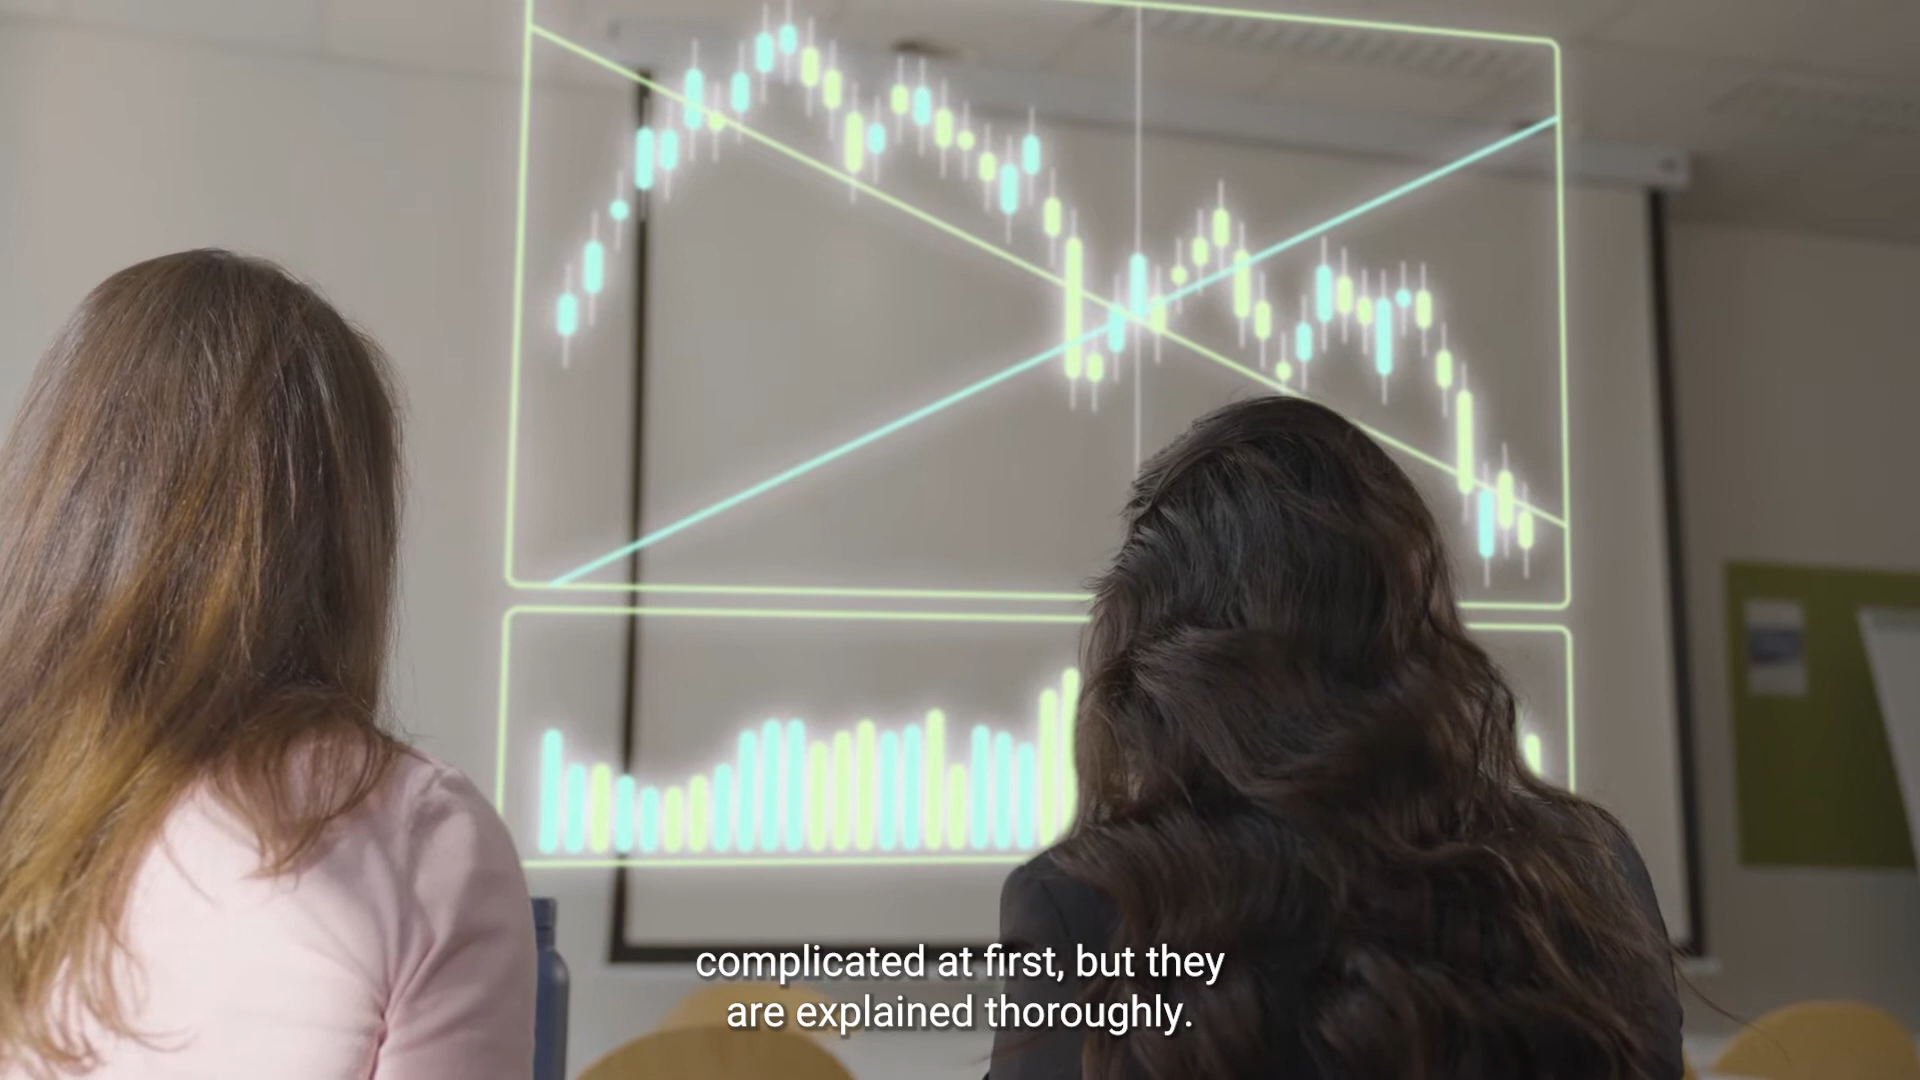 complicated at first, but they
are explained thoroughly.